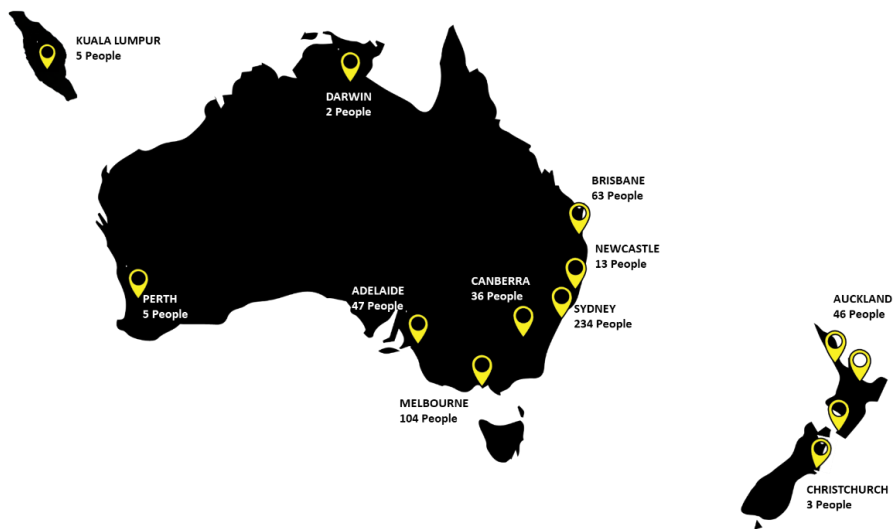 KUALA LUMPUR
5 People
DARWIN
2 People
BRISBANE
63 People
NEWCASTLE
13 People
CANBERRA
36 People
ADELAIDE
47 People
PERTH
5 People
SYDNEY
234 People
AUCKLAND
46 People
MELBOURNE
104 People
CHRISTCHURCH
3 People